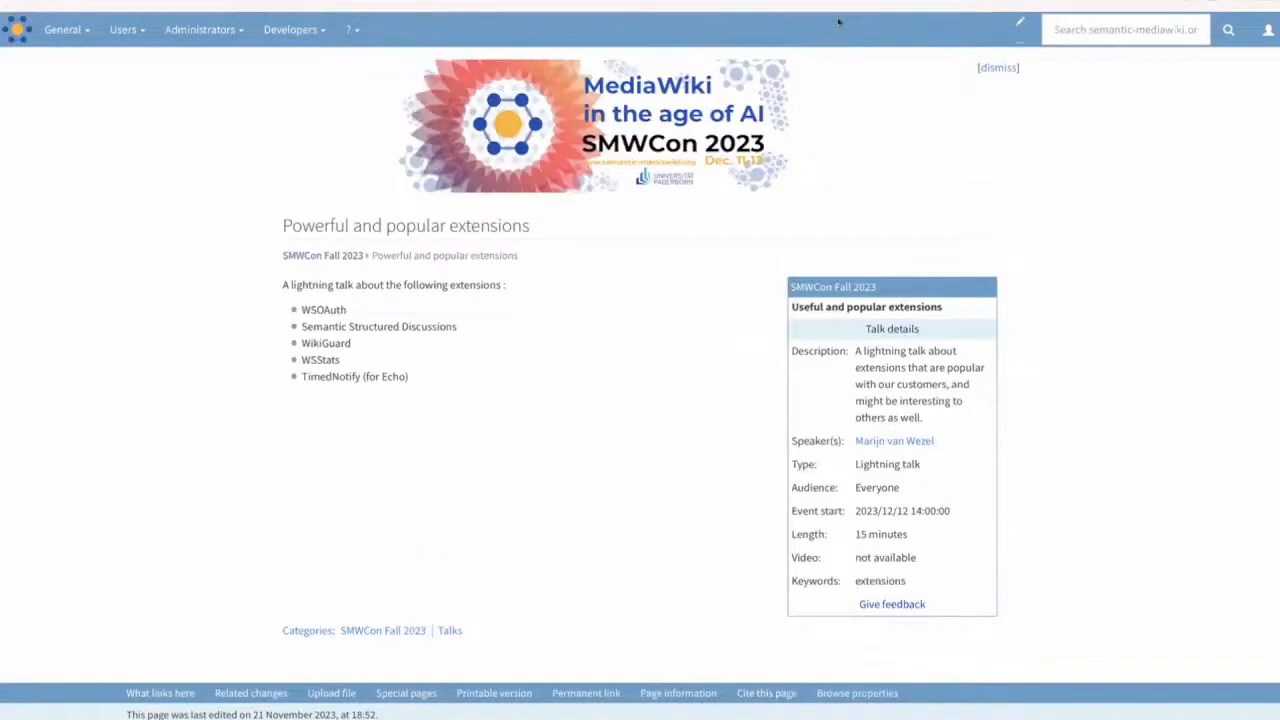 General Users Administrators Developers ?
Search semantic-mediawiki.or
[dismiss]
MediaWiki
in the age of AI
SMWCon 2023
www.semantic-mediawiki.org Dec. 11-13
UNIVERSITÄT
PADERBORN
Powerful and popular extensions
SMWCon Fall 2023 Powerful and popular extensions
A lightning talk about the following extensions :
WSOAuth
Semantic Structured Discussions
WikiGuard
WSStats
TimedNotify (for Echo)
SMWCon Fall 2023
Useful and popular extensions
Talk details
Description: A lightning talk about
extensions that are popular
with our customers, and
might be interesting to
others as well.
Speaker(s): Marijn van Wezel
Type: Lightning talk
Audience: Everyone
Event start: 2023/12/12 14:00:00
Length: 15 minutes
Video: not available
Keywords: extensions
Give feedback
Categories: SMWCon Fall 2023 Talks
What links here Related changes Upload file Special pages Printable version Permanent link Page information Cite this page Browse properties
This page was last edited on 21 November 2023, at 18:52.